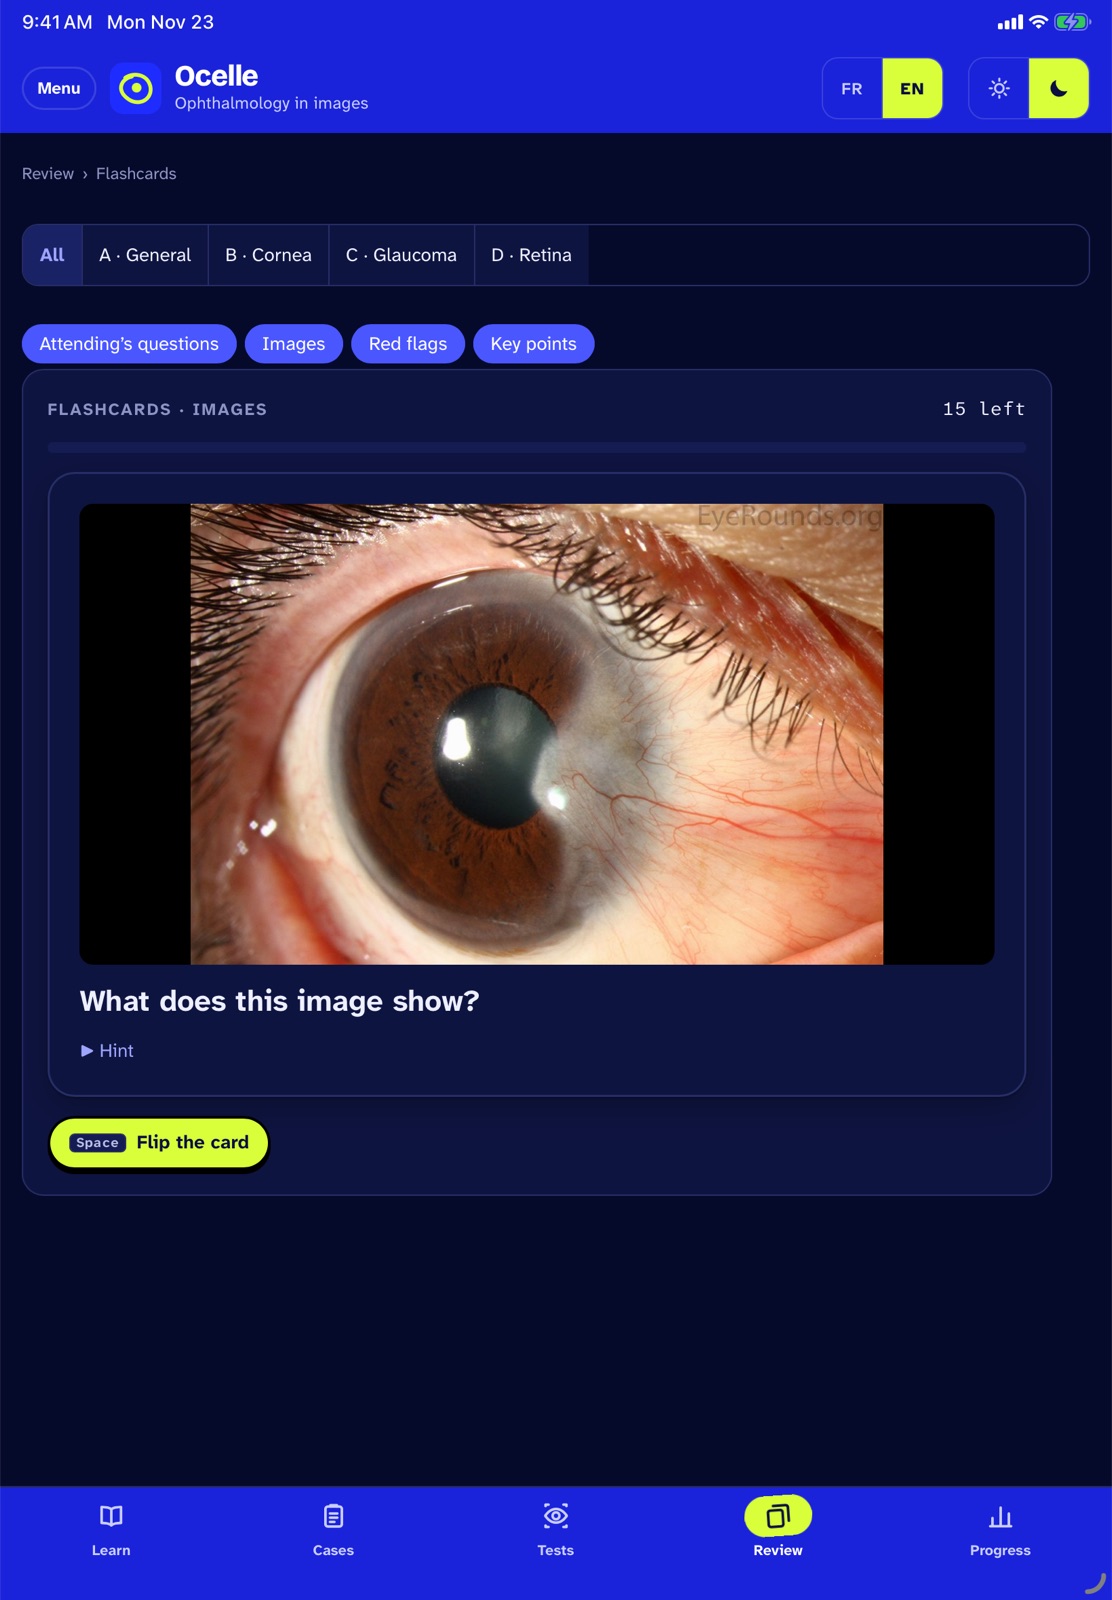 9:41 AM Mon Nov 23
Menu
Ocelle
Ophthalmology in images
FR
EN
Review › Flashcards
All
A · General
B · Cornea
C · Glaucoma
D · Retina
Attending’s questions
Images
Red flags
Key points
FLASHCARDS · IMAGES
15 left
EyeRounds.org
What does this image show?
Hint
Space
Flip the card
Learn
Cases
Tests
Review
Progress